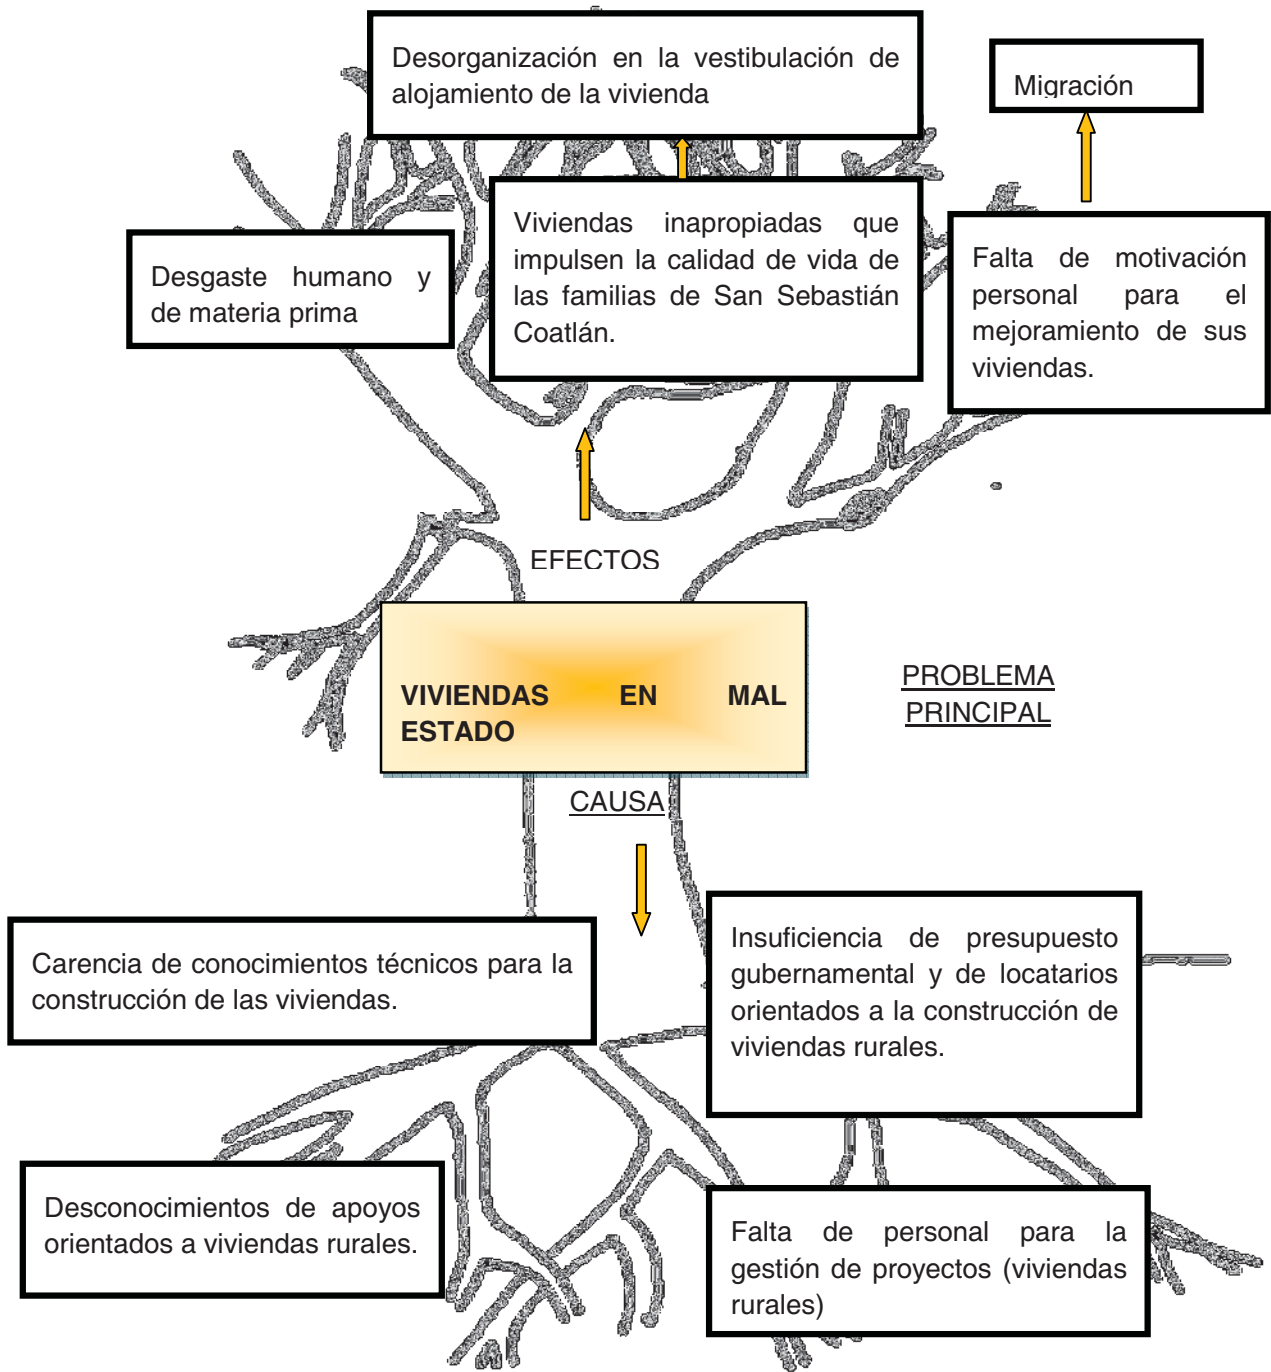 Desorganización en la vestibulación de
alojamiento de la vivienda
Migración
Viviendas inapropiadas que
impulsen la calidad de vida de
las familias de San Sebastián
Coatlán.
Desgaste humano y
de materia prima
Falta de motivación
personal para el
mejoramiento de sus
viviendas.
EFECTOS
VIVIENDAS EN MAL
ESTADO
PROBLEMA
PRINCIPAL
CAUSA
Carencia de conocimientos técnicos para la
construcción de las viviendas.
Insuficiencia de presupuesto
gubernamental y de locatarios
orientados a la construcción de
viviendas rurales.
Desconocimientos de apoyos
orientados a viviendas rurales.
Falta de personal para la
gestión de proyectos (viviendas
rurales)